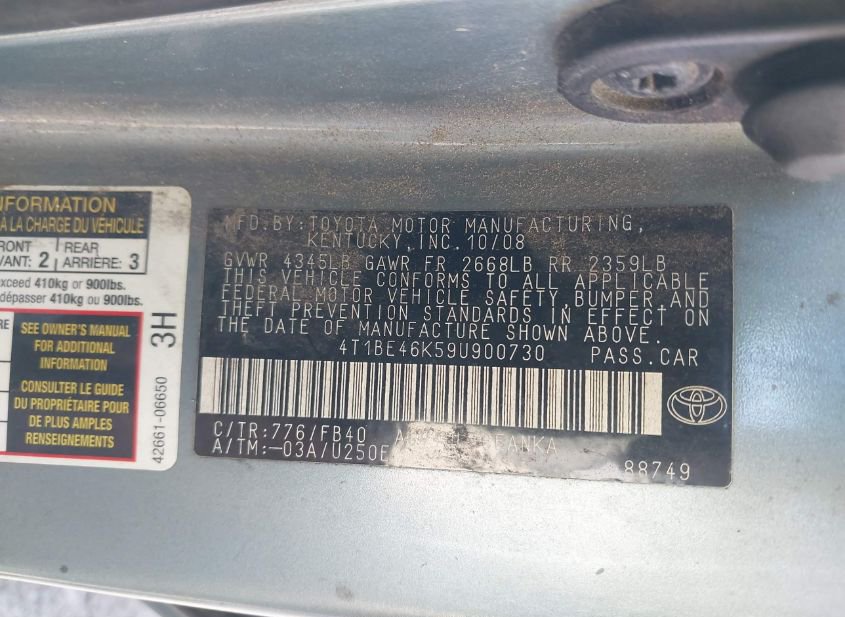 INFORMATION
À LA CHARGE DU VÉHICULE
FRONT
AVANT: 2
REAR
ARRIÈRE: 3
exceed 410kg or 900lbs.
dépasser 410kg ou 900lbs.
SEE OWNER'S MANUAL
FOR ADDITIONAL
INFORMATION
CONSULTER LE GUIDE
DU PROPRIÉTAIRE POUR
DE PLUS AMPLES
RENSEIGNEMENTS
42661-06650
3H
MFD.BY:TOYOTA MOTOR MANUFACTURING,
KENTUCKY,INC.10/08
GVWR 4345LB GAWR FR 2668LB RR 2359LB
THIS VEHICLE CONFORMS TO ALL APPLICABLE
FEDERAL MOTOR VEHICLE SAFETY,BUMPER,AND
THEFT PREVENTION STANDARDS IN EFFECT ON
THE DATE OF MANUFACTURE SHOWN ABOVE.
4T1BE46K59U900730 PASS.CAR
C/TR:776/FB40
A/TM:-03A/U250E
88749